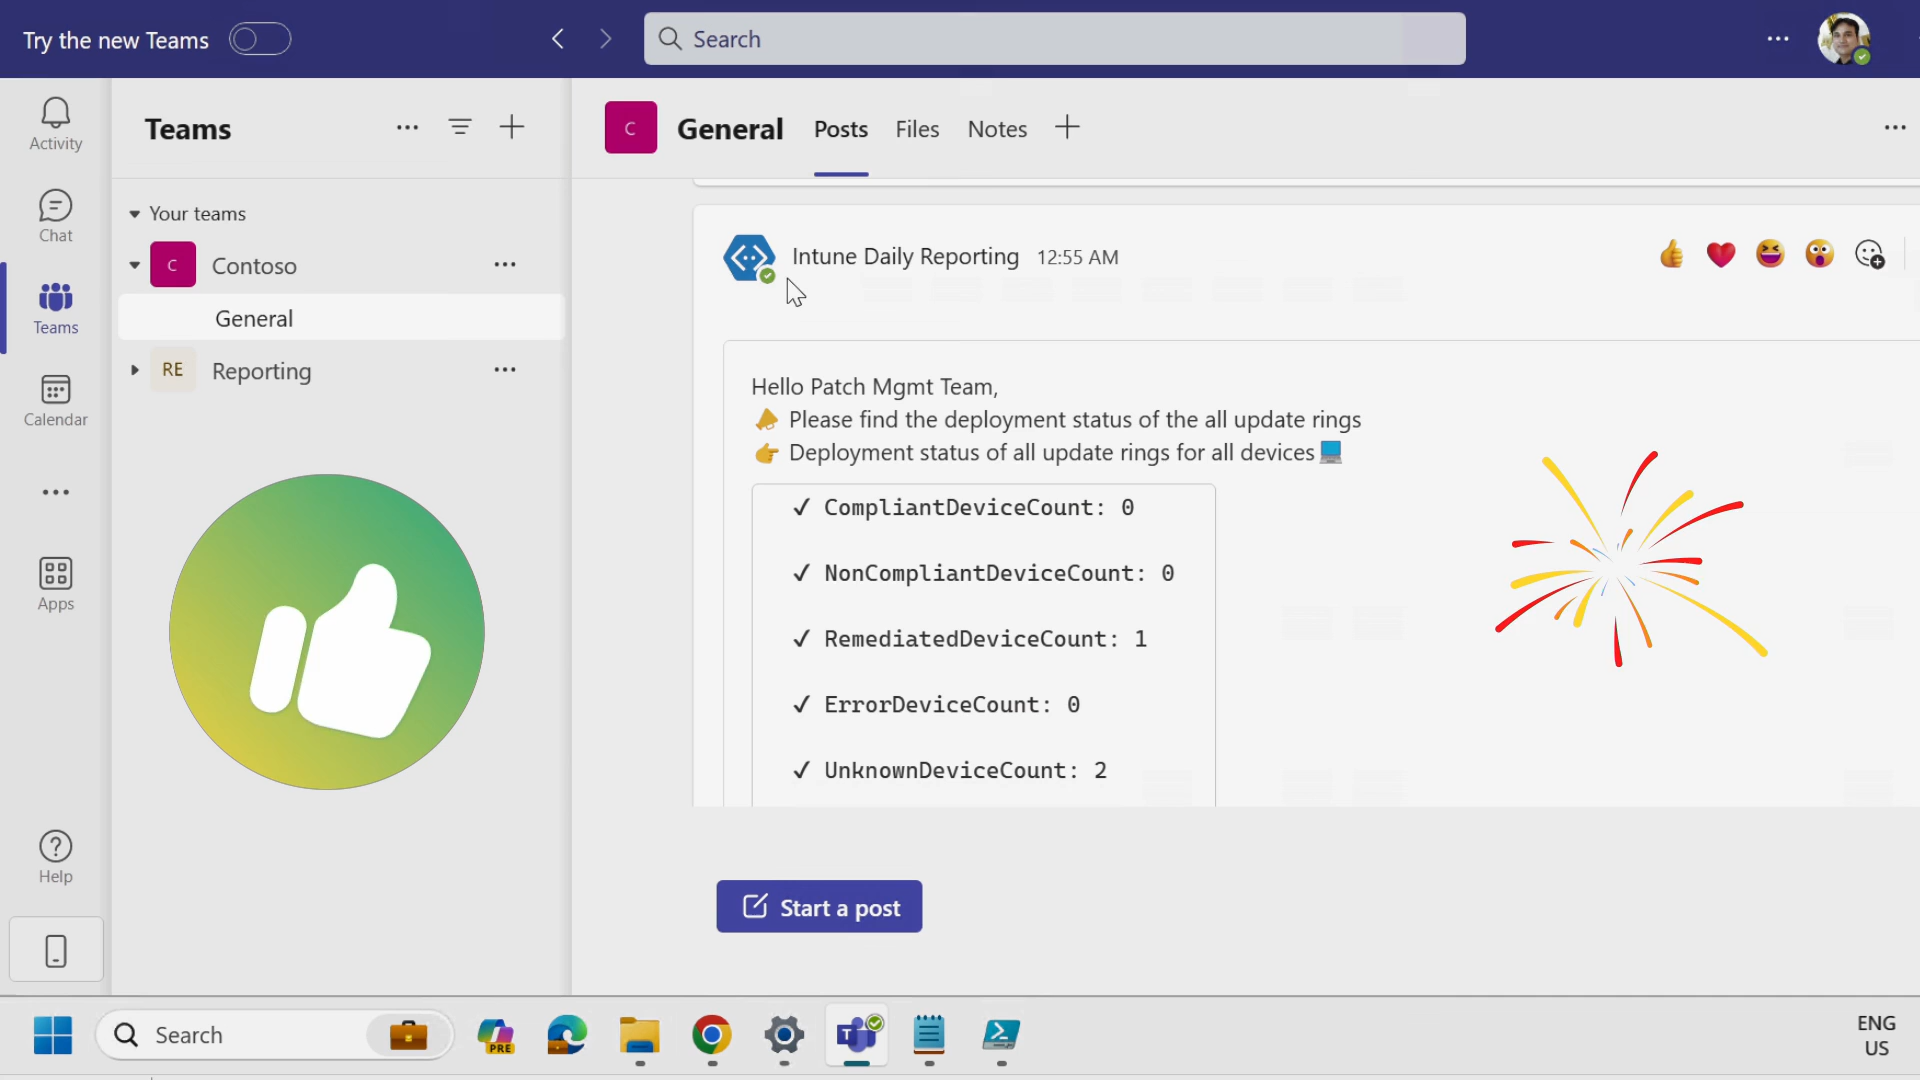 Try the new Teams
Search
Activity
Chat
Teams
Calendar
Apps
Help
Teams
Your teams
C Contoso
General
RE Reporting
C General Posts Files Notes
Intune Daily Reporting 12:55 AM
Hello Patch Mgmt Team,
📣 Please find the deployment status of the all update rings
👉 Deployment status of all update rings for all devices💻
✓ CompliantDeviceCount: 0
✓ NonCompliantDeviceCount: 0
✓ RemediatedDeviceCount: 1
✓ ErrorDeviceCount: 0
✓ UnknownDeviceCount: 2
Start a post
Search
PRE
T
ENG
US